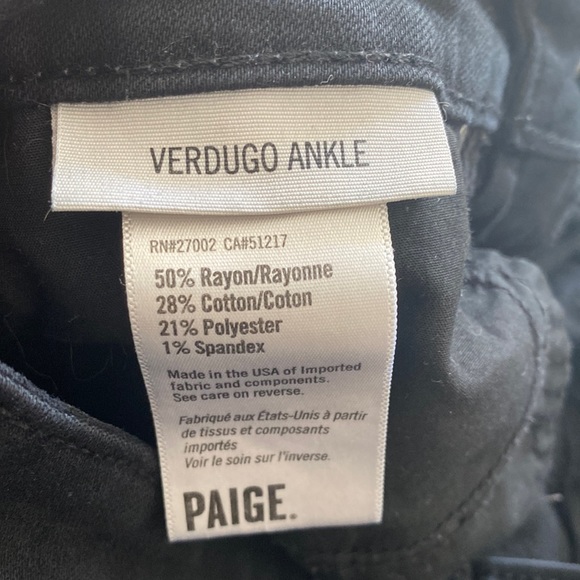 VERDUGO ANKLE
RN#27002 CA#51217
50% Rayon/Rayonne
28% Cotton/Coton
21% Polyester
1% Spandex
Made in the USA of Imported
fabric and components.
See care on reverse.
Fabriqué aux États-Unis à partir
de tissus et composants
importés
Voir le soin sur l'inverse.
PAIGE.